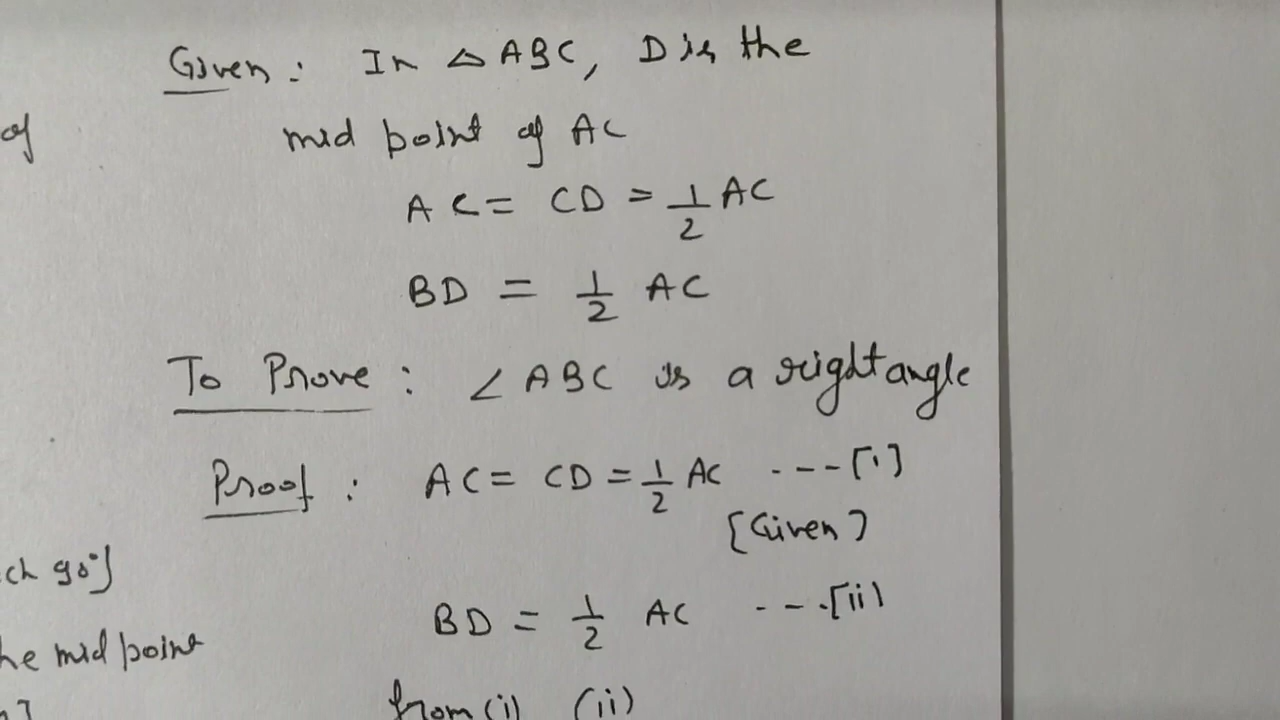 Given : In △ ABC, D is the
of
mid point of AC
AC = CD = 1/2 AC
BD = 1/2 AC
To Prove : ∠ ABC is a right angle
Proof : AC = CD = 1/2 AC ----[i]
[Given]
ch 90°]
BD = 1/2 AC ---.[ii]
he mid point
from (i) (ii)